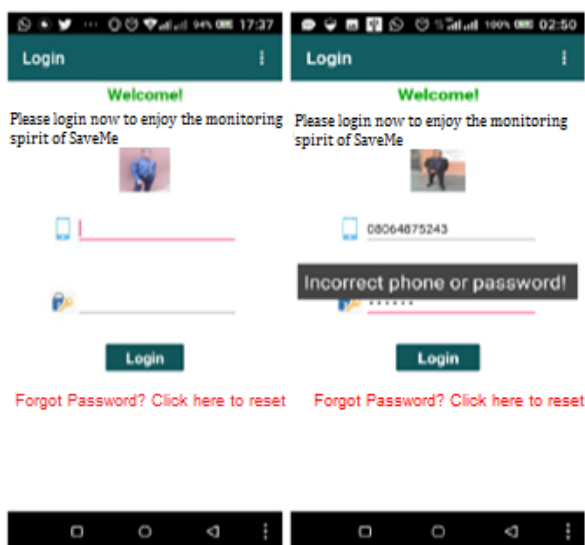 94% 17:37
Login
Welcome!
Please login now to enjoy the monitoring
spirit of SaveMe
Login
Forgot Password? Click here to reset
100% 02:50
Login
Welcome!
Please login now to enjoy the monitoring
spirit of SaveMe
08064875243
Incorrect phone or password!
Login
Forgot Password? Click here to reset